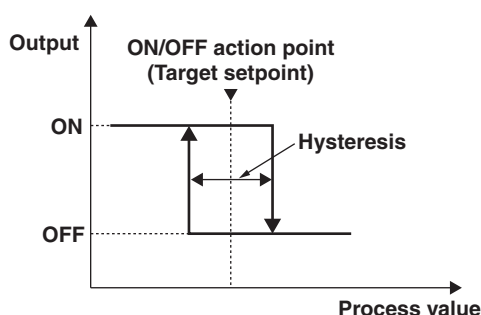 Output
ON/OFF action point
(Target setpoint)
ON
Hysteresis
OFF
Process value